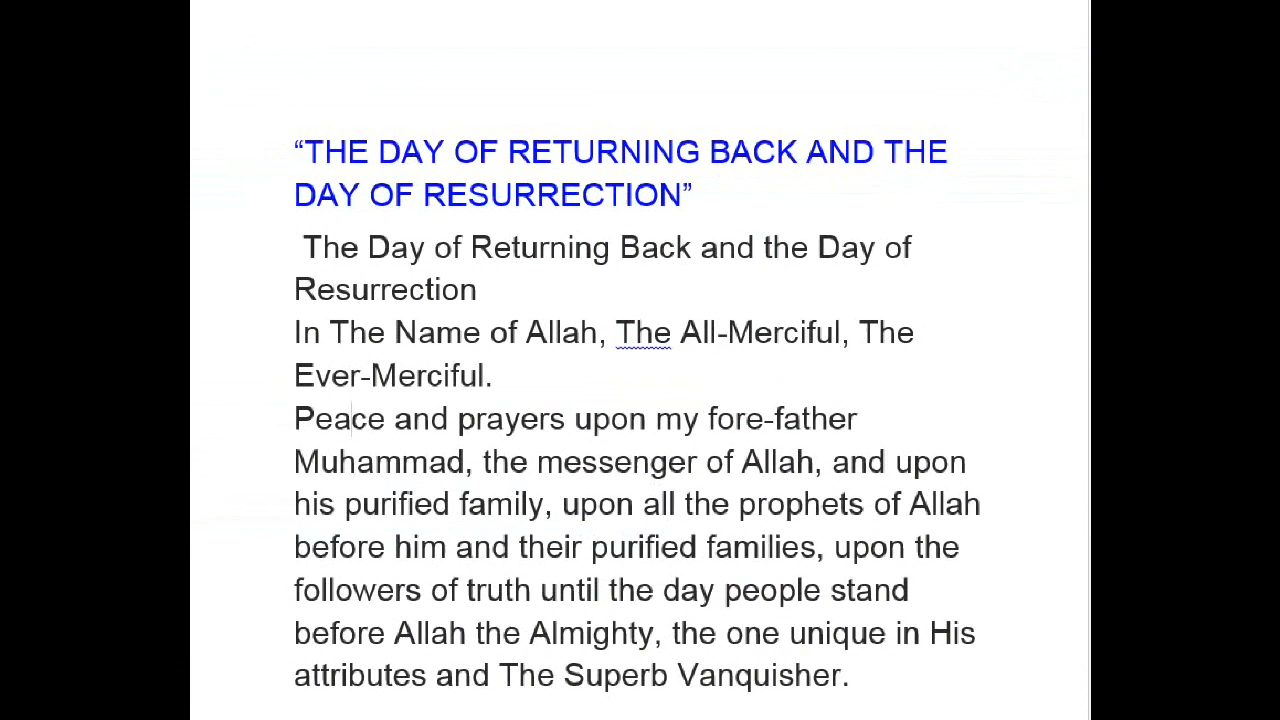 “THE DAY OF RETURNING BACK AND THE
DAY OF RESURRECTION”
The Day of Returning Back and the Day of
Resurrection
In The Name of Allah, The All-Merciful, The
Ever-Merciful.
Peace and prayers upon my fore-father
Muhammad, the messenger of Allah, and upon
his purified family, upon all the prophets of Allah
before him and their purified families, upon the
followers of truth until the day people stand
before Allah the Almighty, the one unique in His
attributes and The Superb Vanquisher.